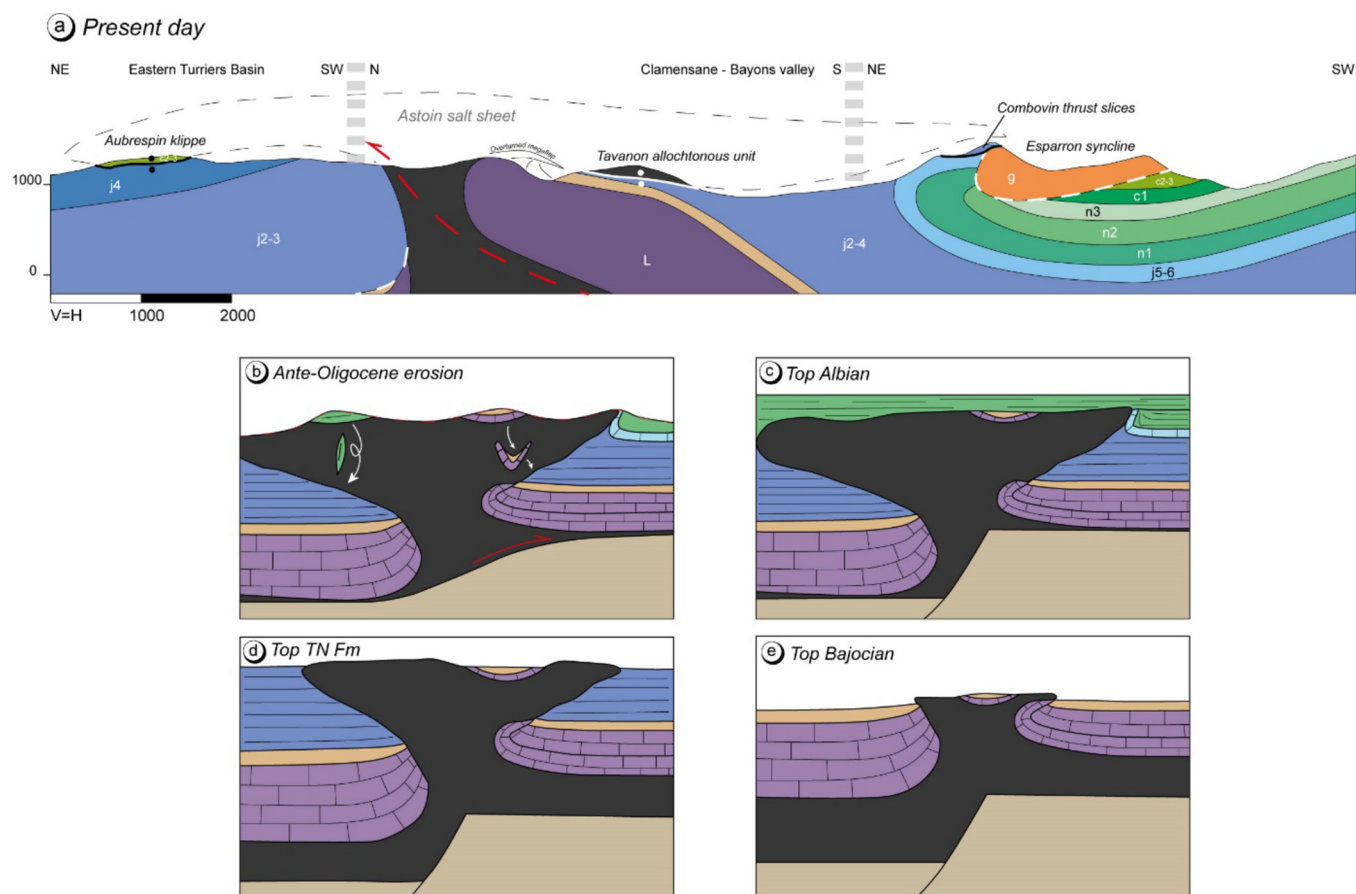 a Present day
NE Eastern Turriers Basin SW N Clamensane - Bayons valley S NE SW
Combovin thrust slices
Astoin salt sheet
Aubrespin klippe
Overturned megaflap
Tavanon allochtonous unit
Esparron syncline
c2-3
1000
j4
g
c2-3
c1
n3
j2-3
j2-4
n2
L
n1
0
j5-6
V=H 1000 2000
b Ante-Oligocene erosion
c Top Albian
d Top TN Fm
e Top Bajocian